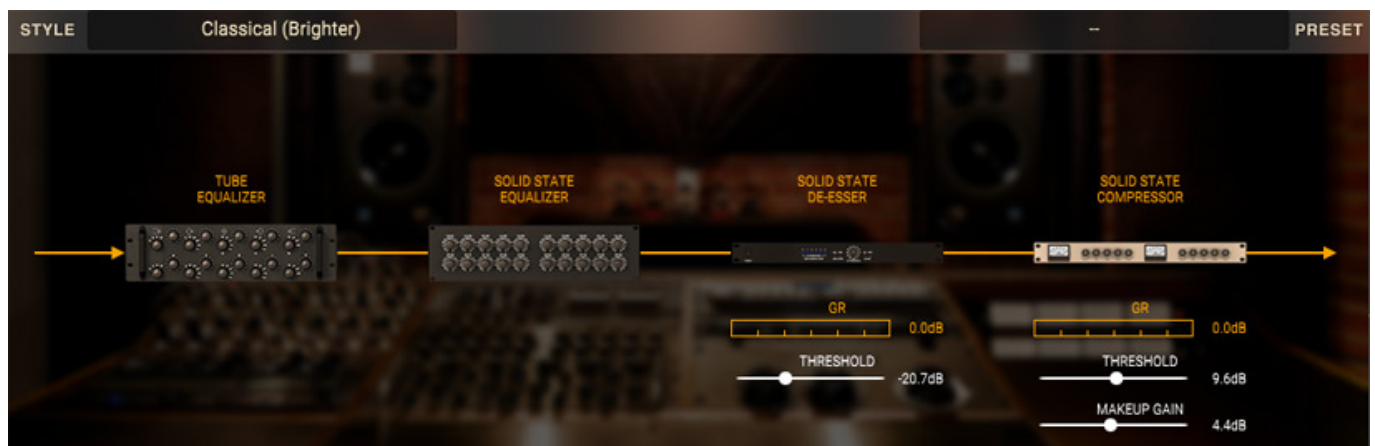 STYLE
Classical (Brighter)
--
PRESET
TUBE
EQUALIZER
SOLID STATE
EQUALIZER
SOLID STATE
DE-ESSER
SOLID STATE
COMPRESSOR
GR
0.0dB
GR
0.0dB
THRESHOLD
-20.7dB
THRESHOLD
9.6dB
MAKEUP GAIN
4.4dB